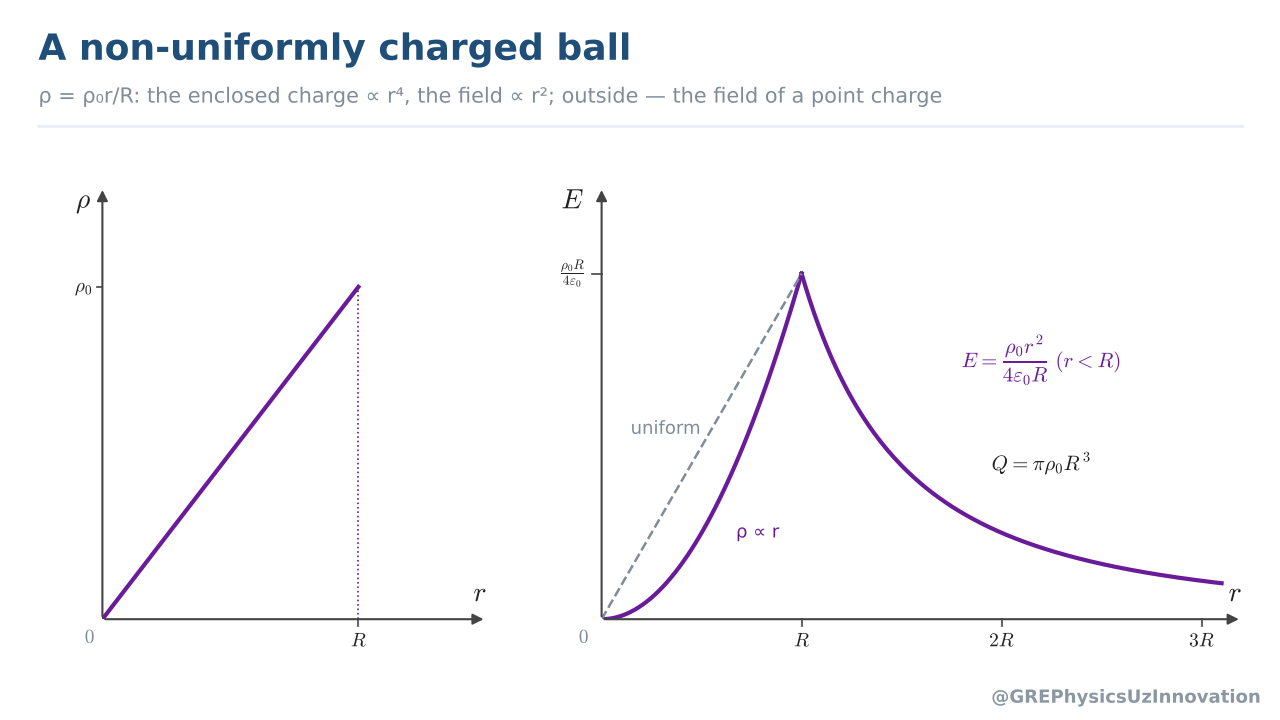 A non-uniformly charged ball
ρ = ρ₀r/R: the enclosed charge ∝ r⁴, the field ∝ r²; outside — the field of a point charge
ρ
ρ₀
r
0
R
E
ρ₀R/4ε₀
uniform
ρ ∝ r
E = ρ₀r²/4ε₀R (r < R)
Q = πρ₀R³
r
0
R
2R
3R
@GREPhysicsUzInnovation